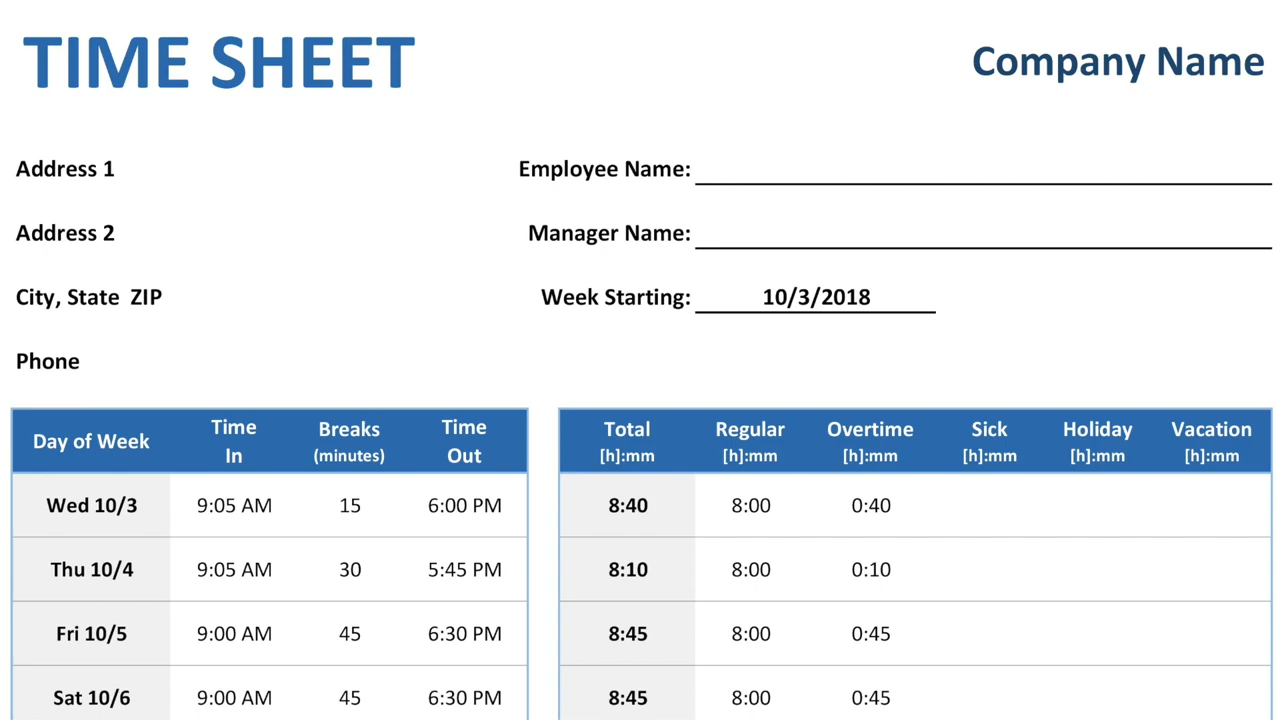 TIME SHEET
Company Name
Address 1
Employee Name:
Address 2
Manager Name:
City, State ZIP
Week Starting: 10/3/2018
Phone
Day of Week Time In Breaks (minutes) Time Out Total [h]:mm Regular [h]:mm Overtime [h]:mm Sick [h]:mm Holiday [h]:mm Vacation [h]:mm
Wed 10/3 9:05 AM 15 6:00 PM 8:40 8:00 0:40
Thu 10/4 9:05 AM 30 5:45 PM 8:10 8:00 0:10
Fri 10/5 9:00 AM 45 6:30 PM 8:45 8:00 0:45
Sat 10/6 9:00 AM 45 6:30 PM 8:45 8:00 0:45